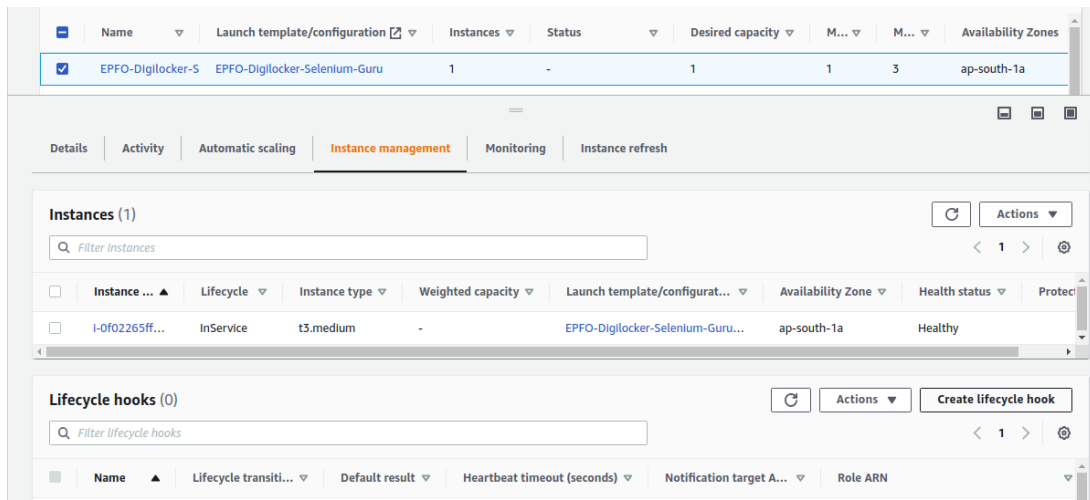 Name Launch template/configuration Instances Status Desired capacity M... M... Availability Zones
EPFO-Digilocker-S EPFO-Digilocker-Selenium-Guru 1 - 1 1 3 ap-south-1a
Details Activity Automatic scaling Instance management Monitoring Instance refresh
Instances (1) Actions
Filter instances 1
Instance ... Lifecycle Instance type Weighted capacity Launch template/configurat... Availability Zone Health status Protect
i-0f02265ff... InService t3.medium - EPFO-Digilocker-Selenium-Guru... ap-south-1a Healthy
Lifecycle hooks (0) Actions Create lifecycle hook
Filter lifecycle hooks 1
Name Lifecycle transiti... Default result Heartbeat timeout (seconds) Notification target A... Role ARN